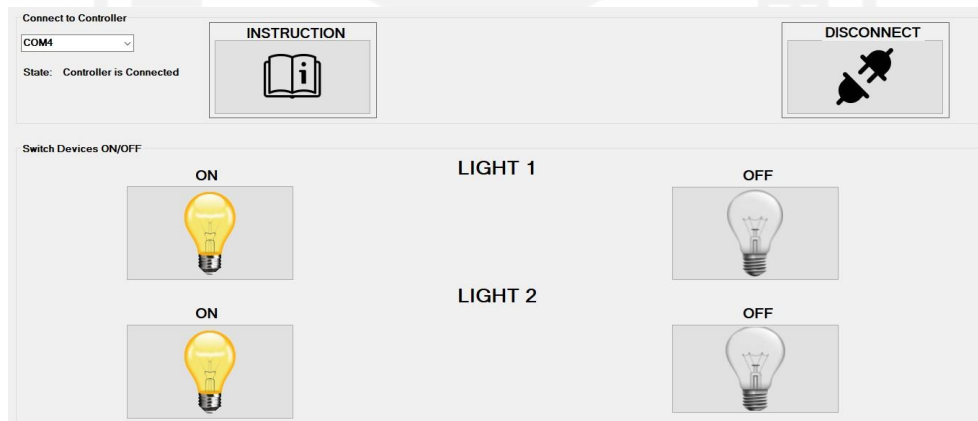 Connect to Controller
COM4
INSTRUCTION
DISCONNECT
State: Controller is Connected
i
Switch Devices ON/OFF
LIGHT 1
ON
OFF
LIGHT 2
ON
OFF